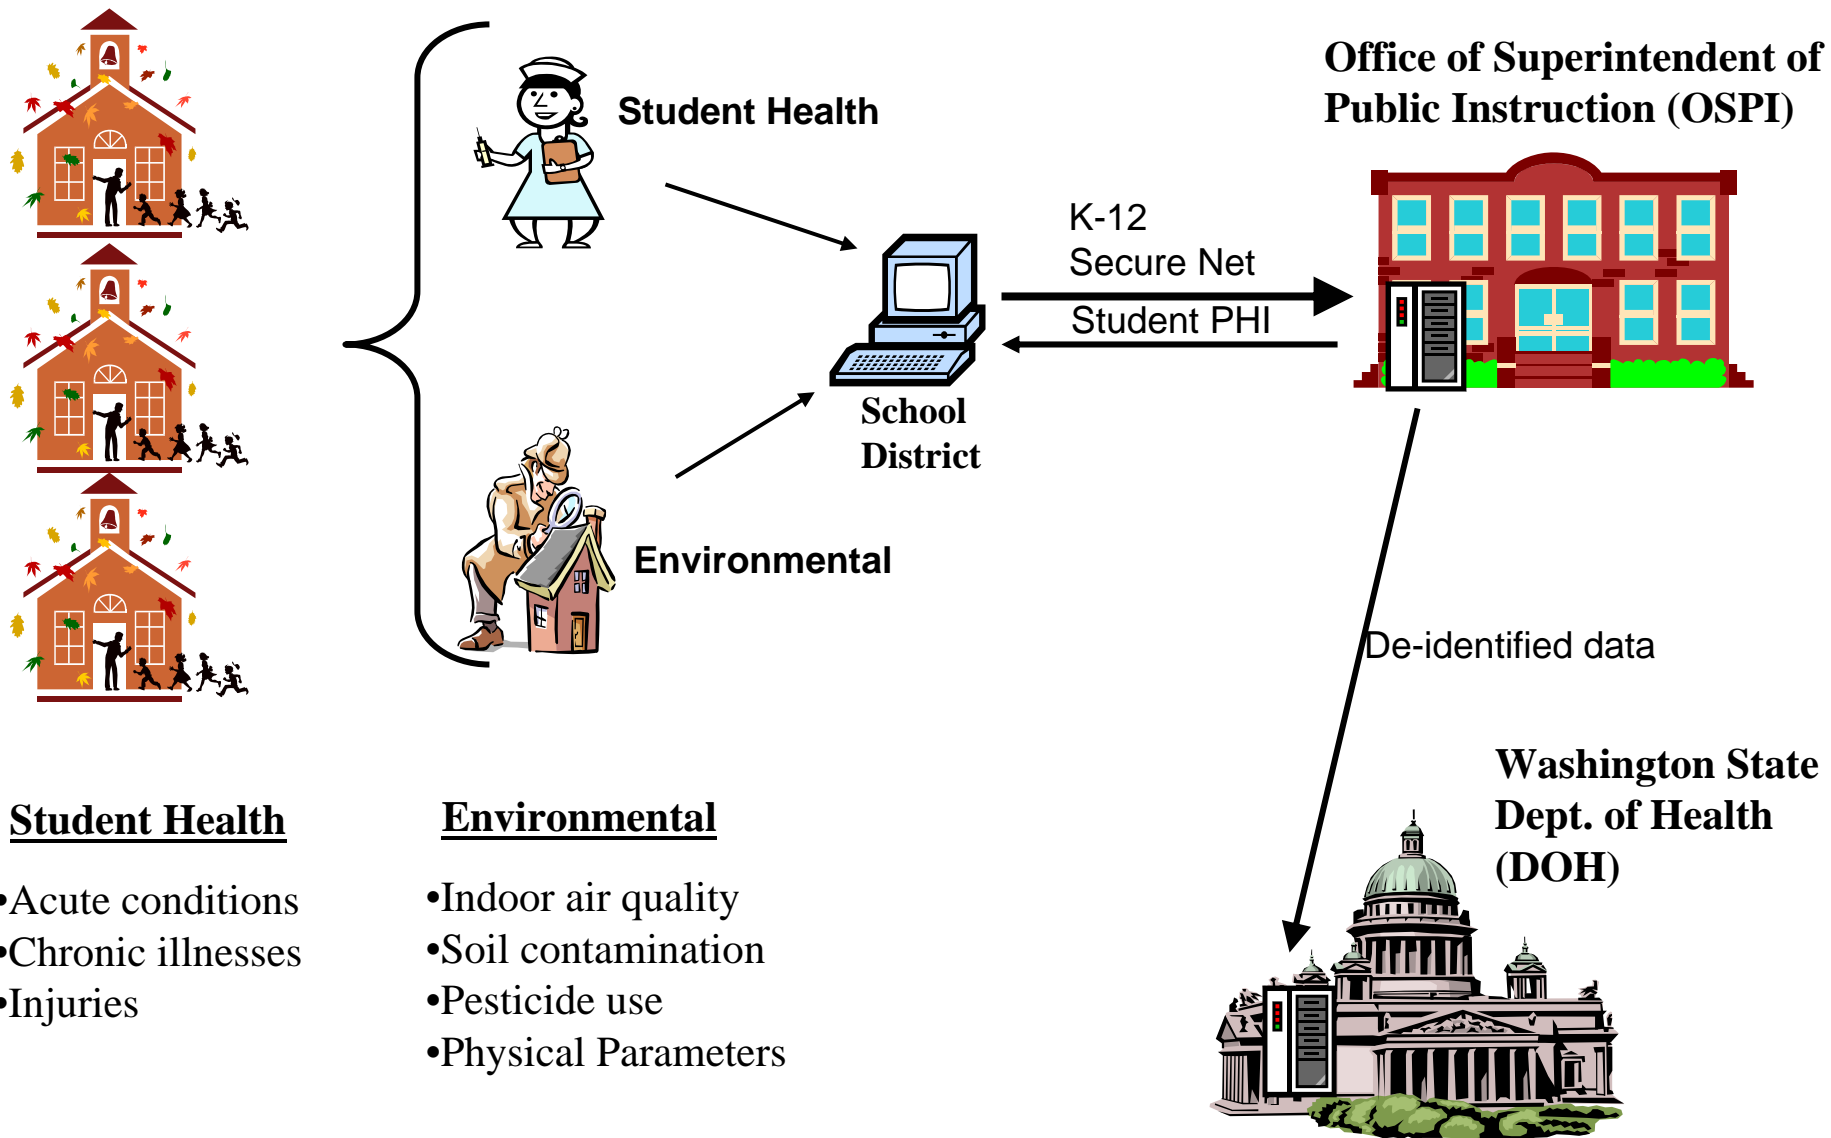 Office of Superintendent of
Public Instruction (OSPI)
Student Health
K-12
Secure Net
Student PHI
School
District
Environmental
De-identified data
Washington State
Dept. of Health
(DOH)
Student Health
•Acute conditions
•Chronic illnesses
•Injuries
Environmental
•Indoor air quality
•Soil contamination
•Pesticide use
•Physical Parameters